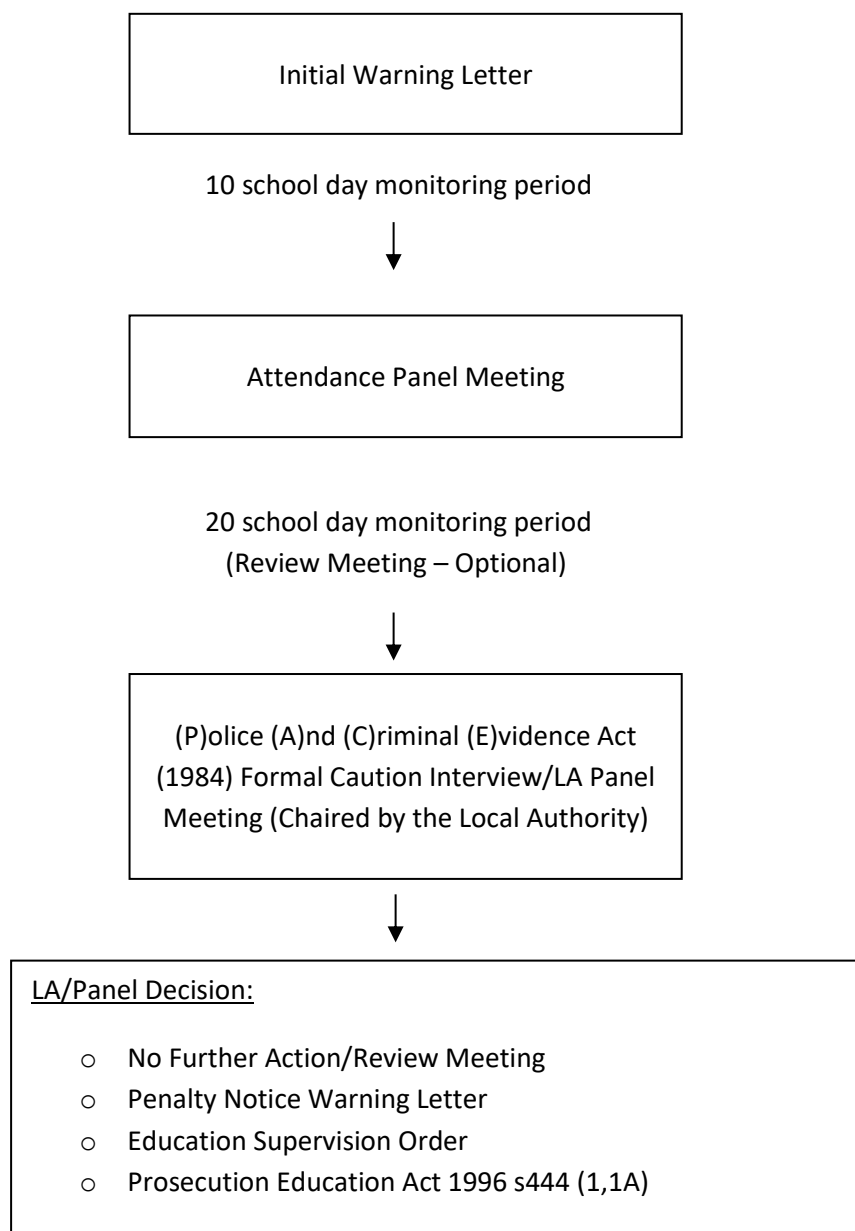 Initial Warning Letter
10 school day monitoring period
Attendance Panel Meeting
20 school day monitoring period
(Review Meeting – Optional)
(P)olice (A)nd (C)riminal (E)vidence Act
(1984) Formal Caution Interview/LA Panel
Meeting (Chaired by the Local Authority)
LA/Panel Decision:
o No Further Action/Review Meeting
o Penalty Notice Warning Letter
o Education Supervision Order
o Prosecution Education Act 1996 s444 (1,1A)